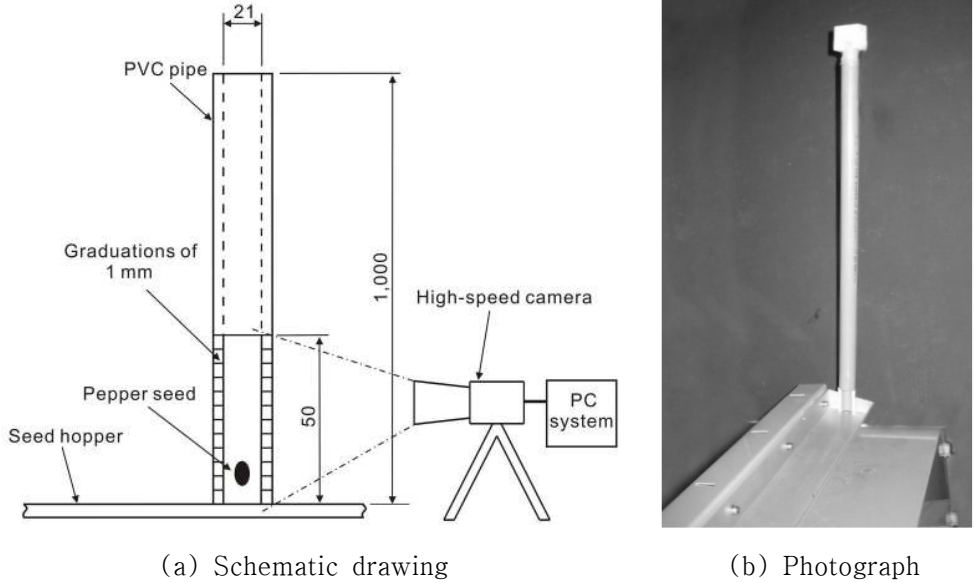 21
PVC pipe
Graduations of
1 mm
1,000
High-speed camera
Pepper seed
50
PC
system
Seed hopper
(a) Schematic drawing
(b) Photograph